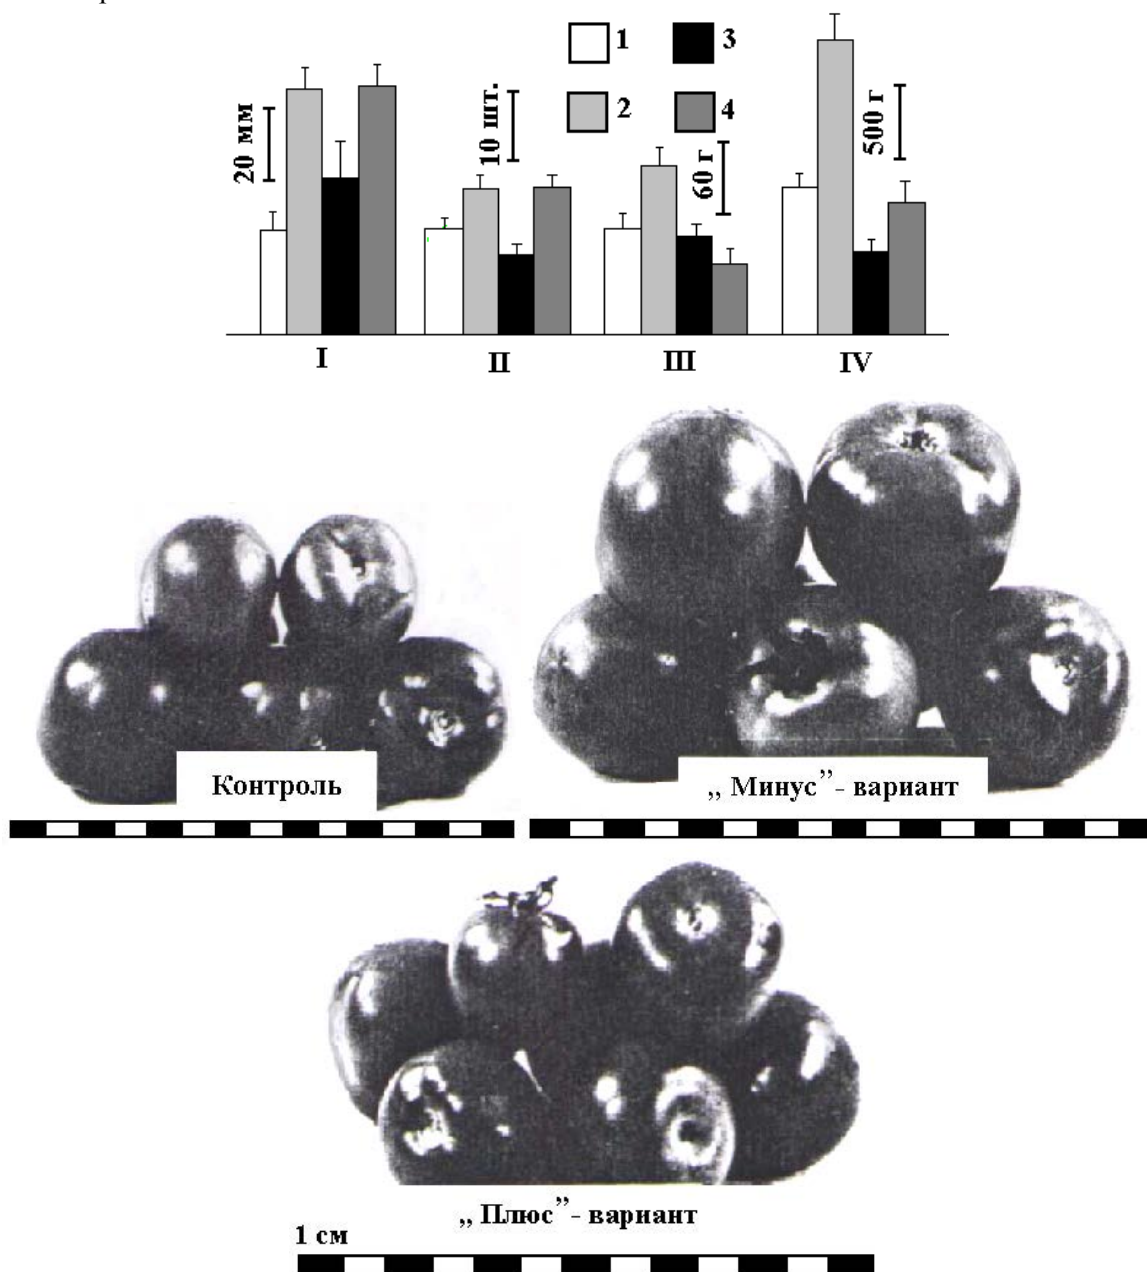 1 3
2 4
20 мм
10 шт.
60 г
500 г
I II III IV
Контроль
„ Минус” - вариант
„ Плюс” - вариант
1 см